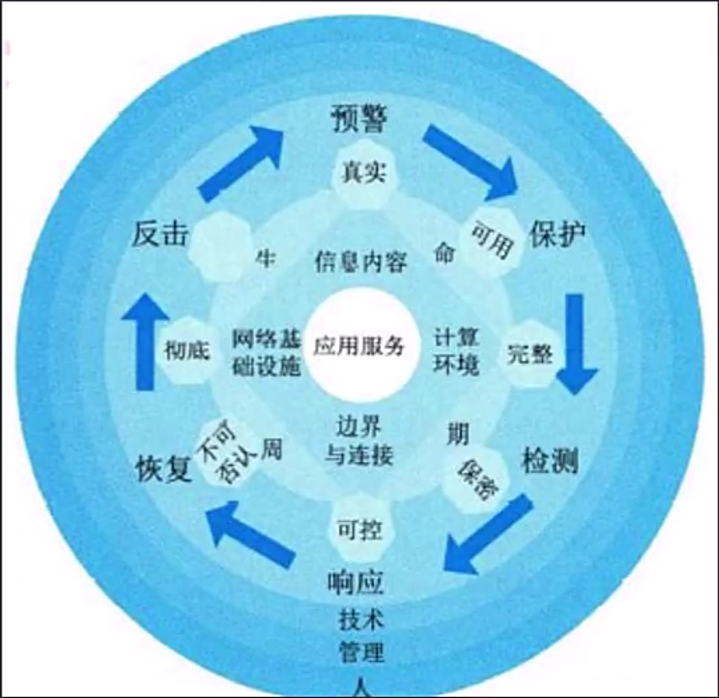 预警
真实
反击
可用
保护
生
信息内容
命
彻底
网络基
础设施
应用服务
计算
环境
完整
不可
否认
周
边界
与连接
期
恢复
保密
检测
可控
响应
技术
管理
人